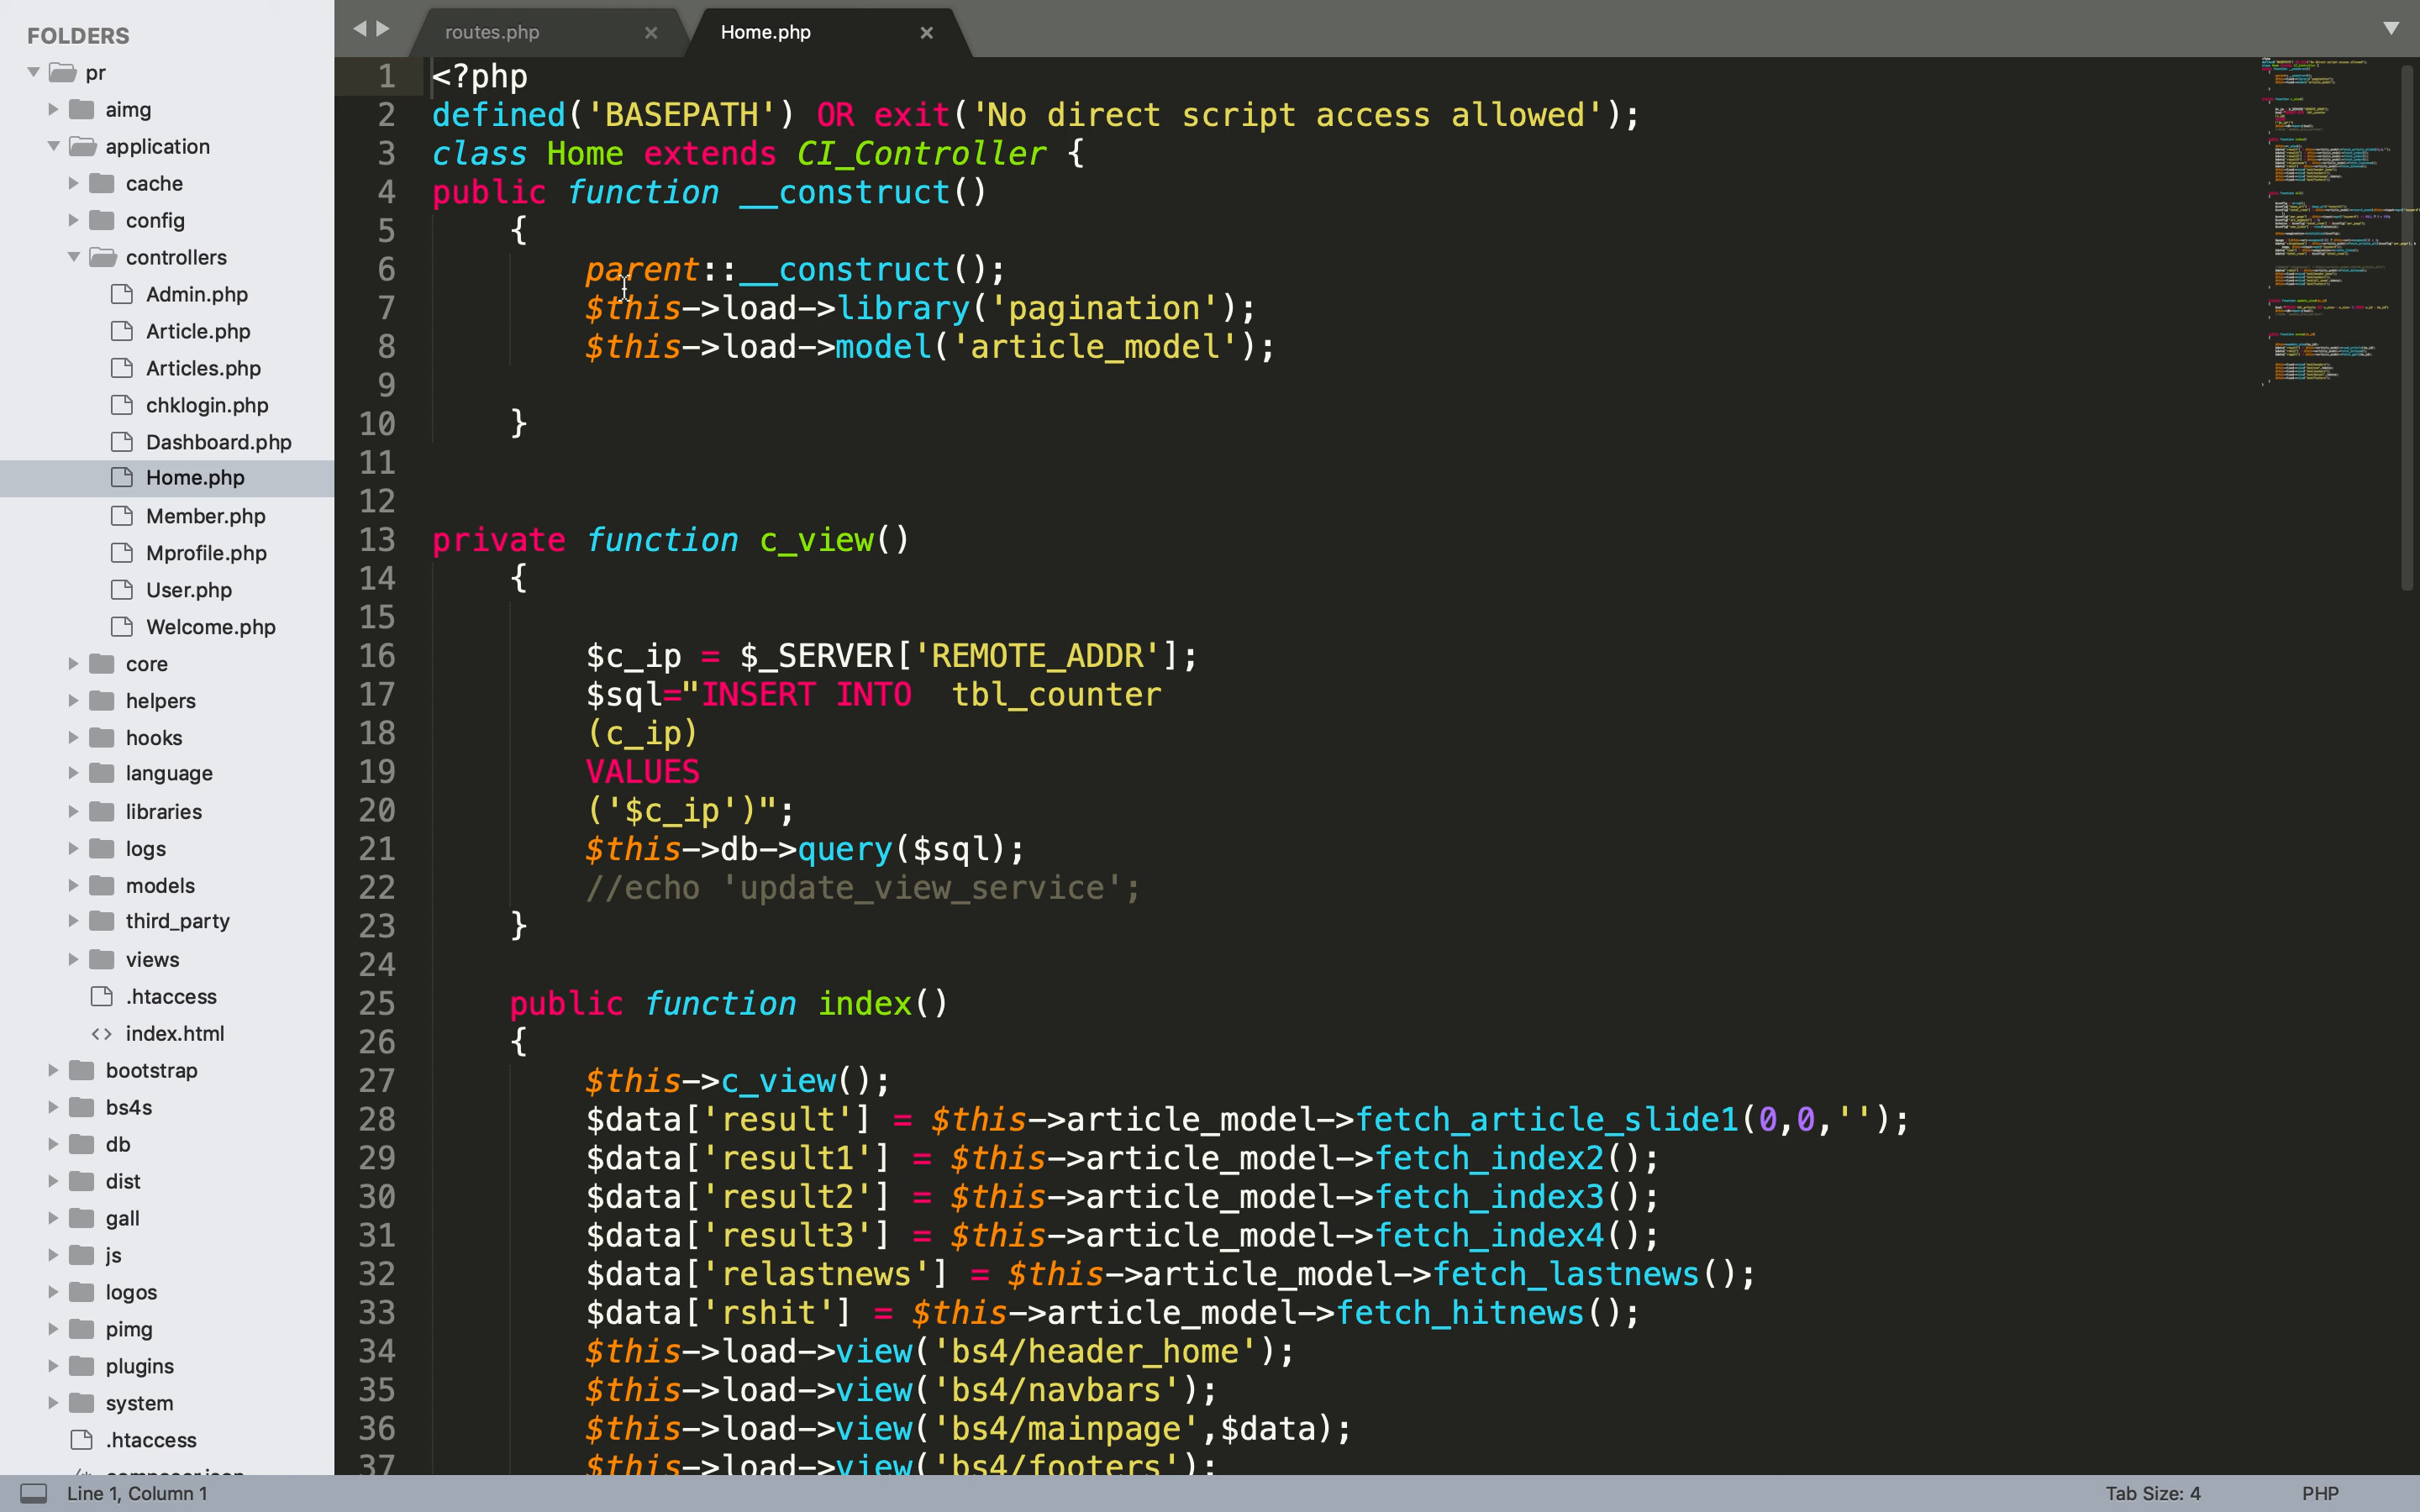 FOLDERS
pr
aimg
application
cache
config
controllers
Admin.php
Article.php
Articles.php
chklogin.php
Dashboard.php
Home.php
Member.php
Mprofile.php
User.php
Welcome.php
core
helpers
hooks
language
libraries
logs
models
third_party
views
.htaccess
index.html
bootstrap
bs4s
db
dist
gall
js
logos
pimg
plugins
system
.htaccess
routes.php
Home.php
1 <?php
2 defined('BASEPATH') OR exit('No direct script access allowed');
3 class Home extends CI_Controller {
4 public function __construct()
5 {
6 parent::__construct();
7 $this->load->library('pagination');
8 $this->load->model('article_model');
9
10 }
11
12
13 private function c_view()
14 {
15
16 $c_ip = $_SERVER['REMOTE_ADDR'];
17 $sql="INSERT INTO  tbl_counter
18 (c_ip)
19 VALUES
20 ('$c_ip')";
21 $this->db->query($sql);
22 //echo 'update_view_service';
23 }
24
25 public function index()
26 {
27 $this->c_view();
28 $data['result'] = $this->article_model->fetch_article_slide1(0,0,'');
29 $data['result1'] = $this->article_model->fetch_index2();
30 $data['result2'] = $this->article_model->fetch_index3();
31 $data['result3'] = $this->article_model->fetch_index4();
32 $data['relastnews'] = $this->article_model->fetch_lastnews();
33 $data['rshit'] = $this->article_model->fetch_hitnews();
34 $this->load->view('bs4/header_home');
35 $this->load->view('bs4/navbars');
36 $this->load->view('bs4/mainpage',$data);
37 $this->load->view('bs4/footers');
Line 1, Column 1
Tab Size: 4
PHP